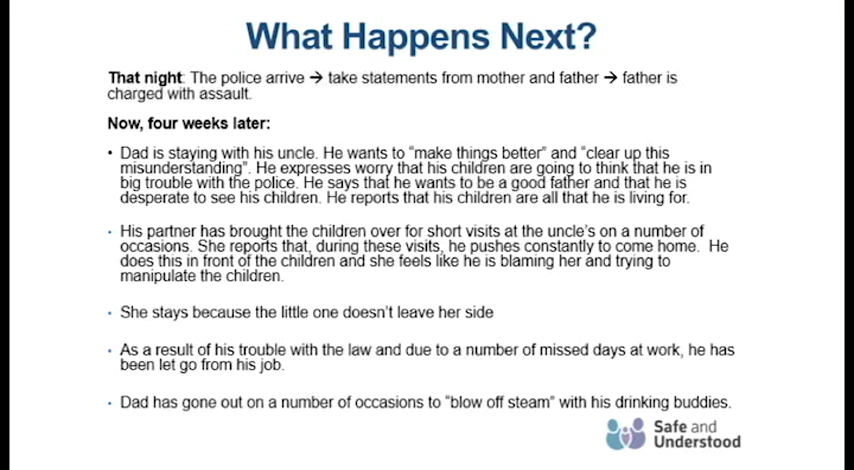 What Happens Next?
That night: The police arrive → take statements from mother and father → father is
charged with assault.
Now, four weeks later:
• Dad is staying with his uncle. He wants to “make things better” and “clear up this
misunderstanding”. He expresses worry that his children are going to think that he is in
big trouble with the police. He says that he wants to be a good father and that he is
desperate to see his children. He reports that his children are all that he is living for.
• His partner has brought the children over for short visits at the uncle’s on a number of
occasions. She reports that, during these visits, he pushes constantly to come home. He
does this in front of the children and she feels like he is blaming her and trying to
manipulate the children.
• She stays because the little one doesn’t leave her side
• As a result of his trouble with the law and due to a number of missed days at work, he has
been let go from his job.
• Dad has gone out on a number of occasions to “blow off steam” with his drinking buddies.
Safe and
Understood